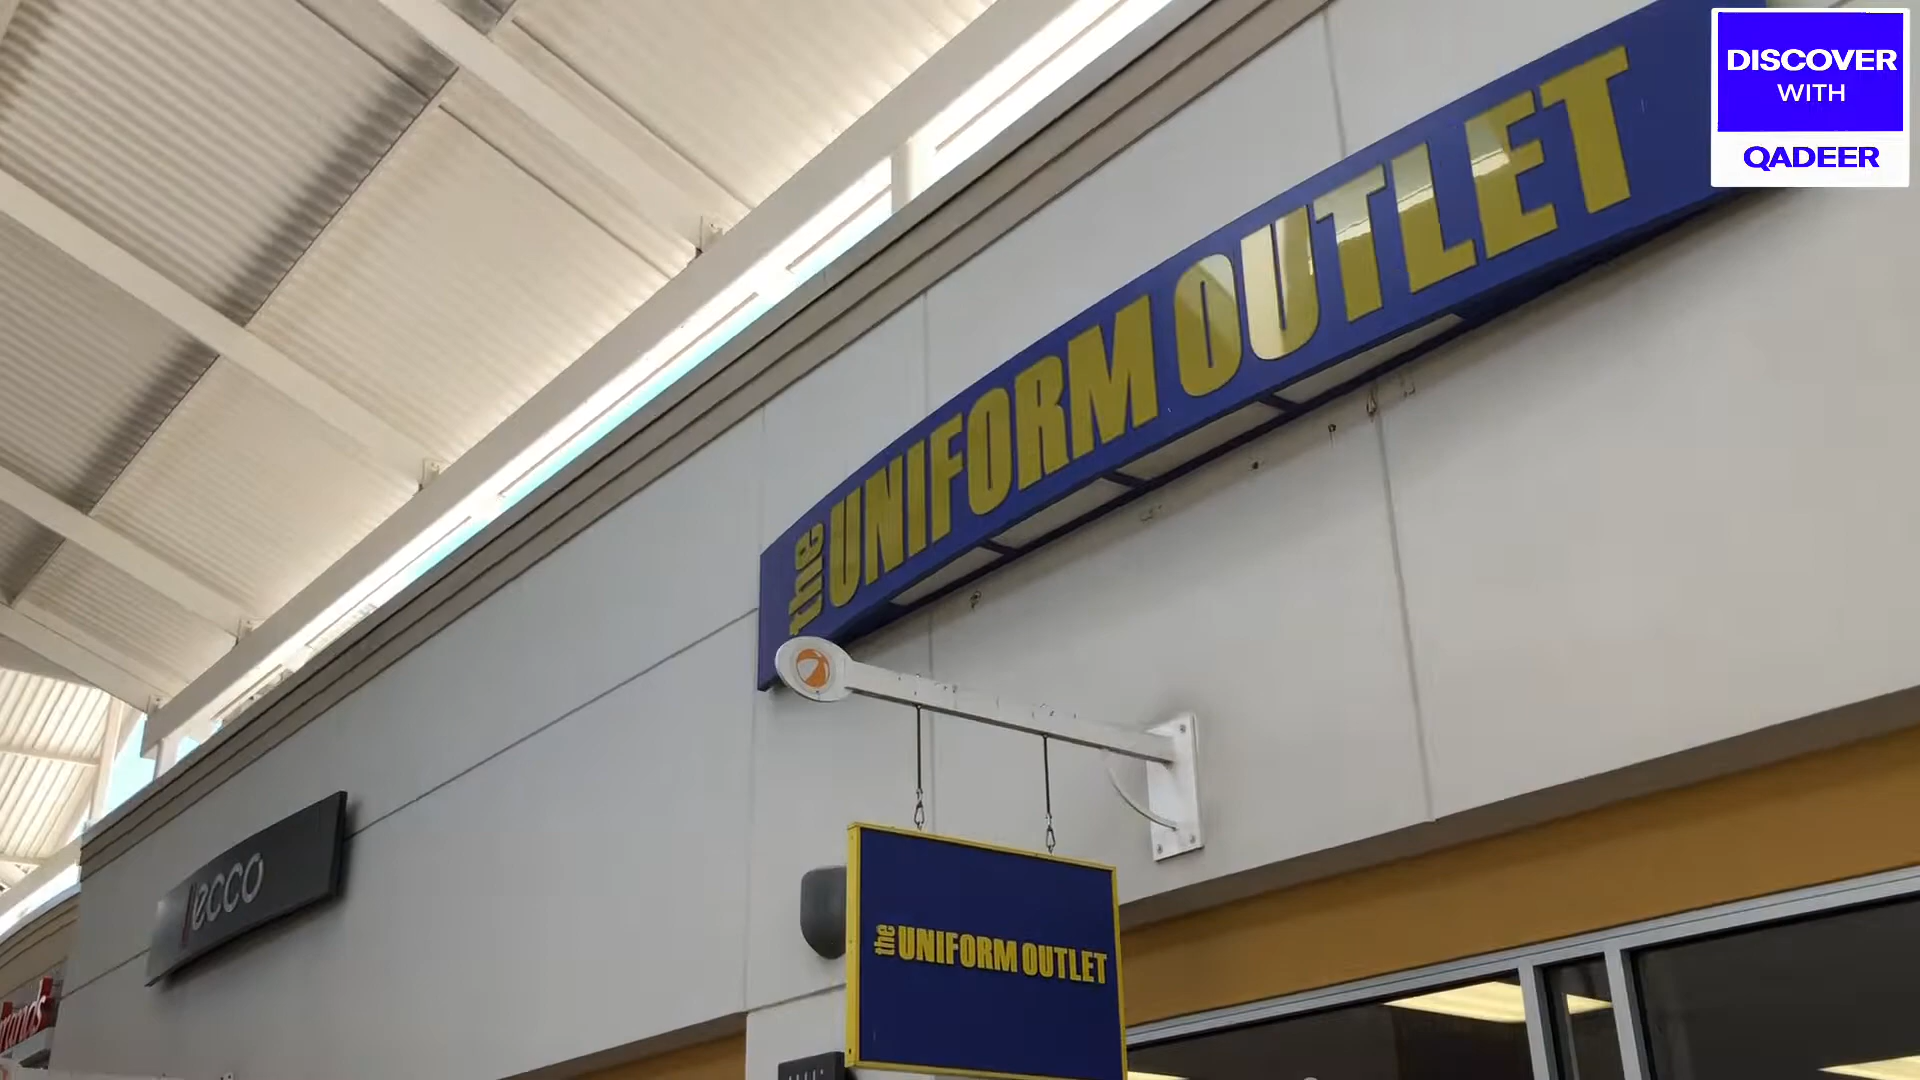 DISCOVER
WITH
QADEER
the UNIFORM OUTLET
ecco
the UNIFORM OUTLET